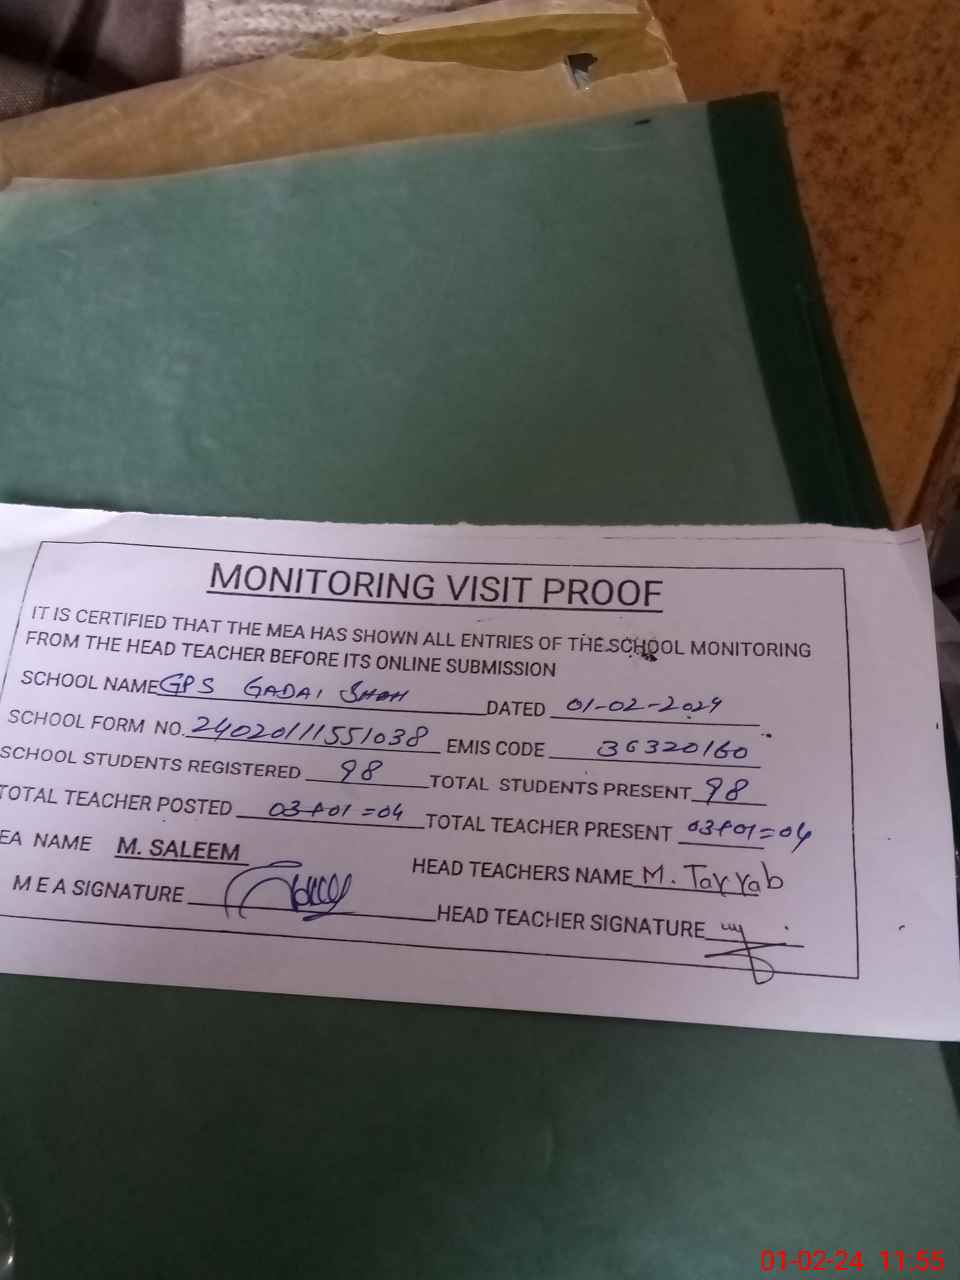 MONITORING VISIT PROOF
IT IS CERTIFIED THAT THE MEA HAS SHOWN ALL ENTRIES OF THE SCHOOL MONITORING
FROM THE HEAD TEACHER BEFORE ITS ONLINE SUBMISSION
SCHOOL NAME GPS GADAI SHAH DATED 01-02-2024
SCHOOL FORM NO. 24020111551038 EMIS CODE 36320160
SCHOOL STUDENTS REGISTERED 98 TOTAL STUDENTS PRESENT 98
TOTAL TEACHER POSTED 03+01=04 TOTAL TEACHER PRESENT 03+01=04
EA NAME M. SALEEM HEAD TEACHERS NAME M. Tayyab
M E A SIGNATURE HEAD TEACHER SIGNATURE
01-02-24 11:55